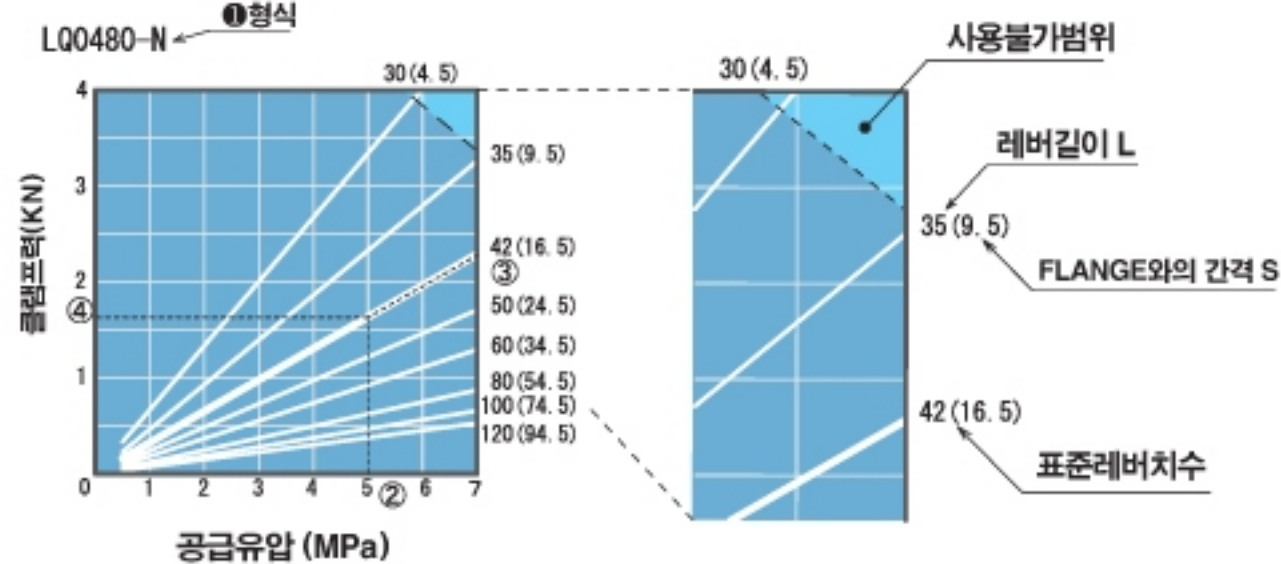 ❶형식
LQ0480-N
사용불가범위
30(4.5)
30(4.5)
4
레버길이 L
35(9.5)
3
35(9.5)
클램프력(KN)
42(16.5)
③
FLANGE와의 간격 S
2
④
50(24.5)
60(34.5)
1
80(54.5)
42(16.5)
100(74.5)
120(94.5)
표준레버치수
0 1 2 3 4 5 ② 6 7
공급유압 (MPa)